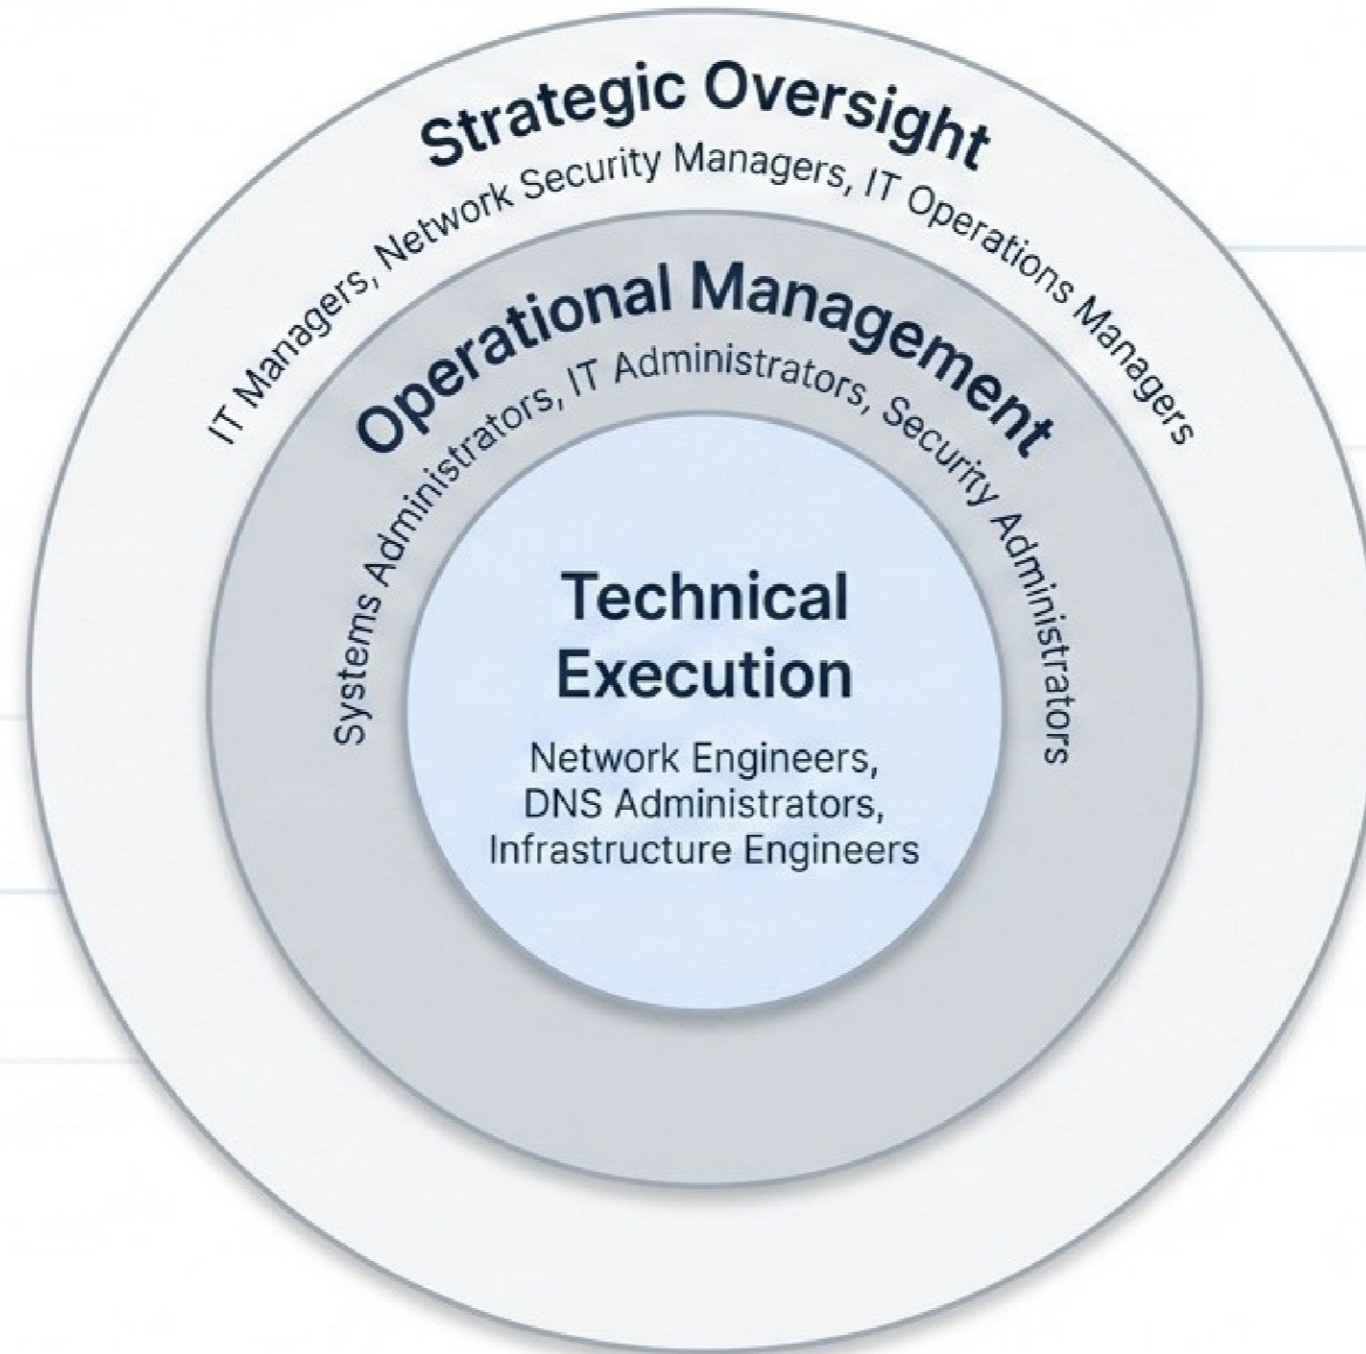 Strategic Oversight
IT Managers, Network Security Managers, IT Operations Managers
Operational Management
Systems Administrators, IT Administrators, Security Administrators
Technical
Execution
Network Engineers,
DNS Administrators,
Infrastructure Engineers